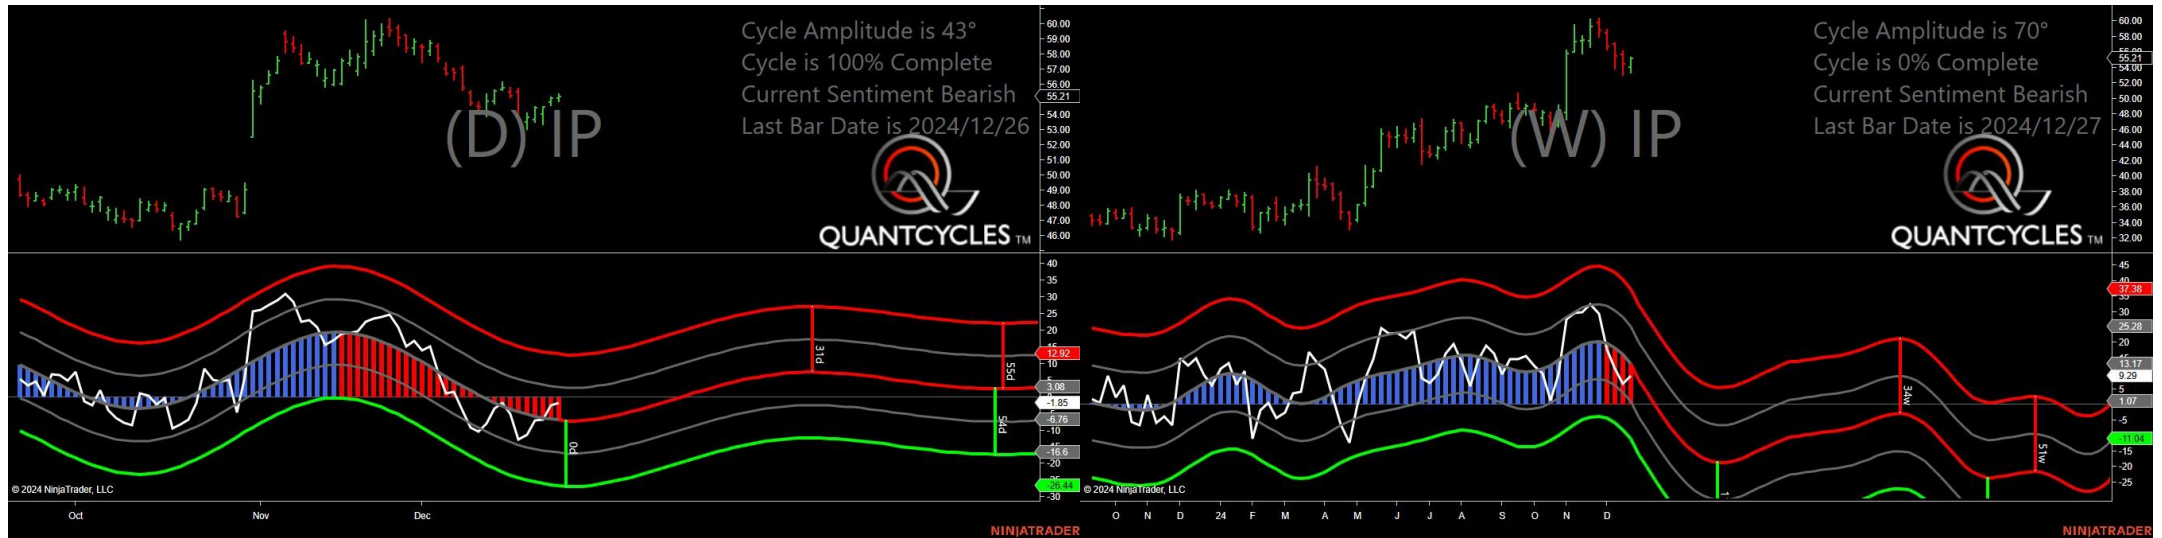 Cycle Amplitude is 43°
Cycle is 100% Complete
Current Sentiment Bearish
Last Bar Date is 2024/12/26
(D) IP
QUANTCYCLES TM
60.00
59.00
58.00
57.00
56.00
55.21
54.00
53.00
52.00
51.00
50.00
49.00
48.00
47.00
46.00
40
35
30
25
20
15
12.92
10
3.08
-1.85
-6.76
-10
-16.6
-20
-26.44
-30
31d
55d
54d
0d
© 2024 NinjaTrader, LLC
Oct
Nov
Dec
NINJATRADER
Cycle Amplitude is 70°
Cycle is 0% Complete
Current Sentiment Bearish
Last Bar Date is 2024/12/27
(W) IP
QUANTCYCLES TM
60.00
58.00
55.21
54.00
52.00
50.00
48.00
46.00
44.00
42.00
40.00
38.00
36.00
34.00
32.00
45
37.38
30
25.28
20
13.17
9.29
5
1.07
-5
-11.04
-15
-20
-25
34w
51w
1
© 2024 NinjaTrader, LLC
O
N
D
24
F
M
A
M
J
J
A
S
O
N
D
NINJATRADER